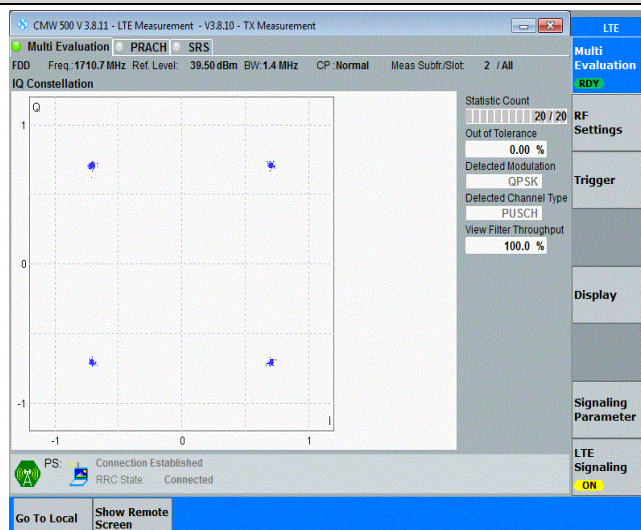 CMW 500 V 3.8.11 - LTE Measurement - V3.8.10 - TX Measurement
LTE
Multi Evaluation PRACH SRS
Multi
Evaluation
RDY
FDD Freq.:1710.7 MHz Ref. Level: 39.50 dBm BW:1.4 MHz CP:Normal Meas Subfr./Slot: 2 / All
IQ Constellation
Q
1
0
-1
-1 0 1
I
Statistic Count
20 / 20
Out of Tolerance
0.00 %
Detected Modulation
QPSK
Detected Channel Type
PUSCH
View Filter Throughput
100.0 %
RF
Settings
Trigger
Display
Signaling
Parameter
LTE
Signaling
ON
PS: Connection Established
RRC State: Connected
Go To Local
Show Remote
Screen